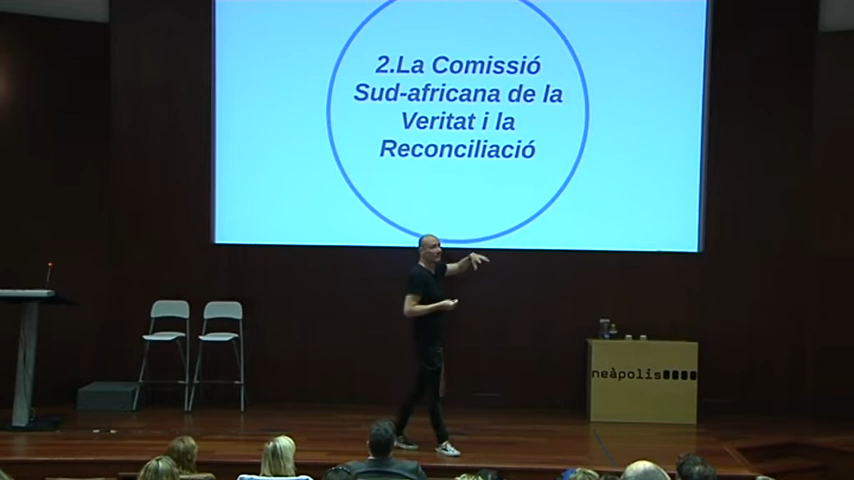 2.La Comissió
Sud-africana de la
Veritat i la
Reconciliació
neàpolis